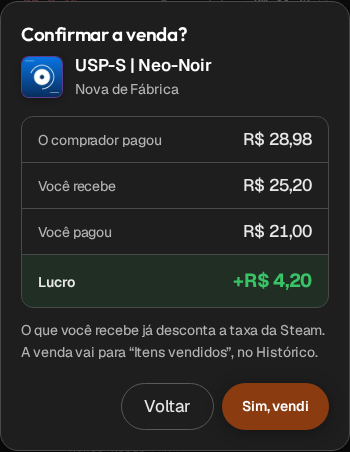 Confirmar a venda?
USP-S | Neo-Noir
Nova de Fábrica
O comprador pagou R$ 28,98
Você recebe R$ 25,20
Você pagou R$ 21,00
Lucro +R$ 4,20
O que você recebe já desconta a taxa da Steam.
A venda vai para “Itens vendidos”, no Histórico.
Voltar Sim, vendi